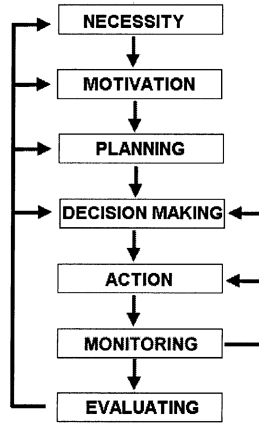 NECESSITY
MOTIVATION
PLANNING
DECISION MAKING
ACTION
MONITORING
EVALUATING